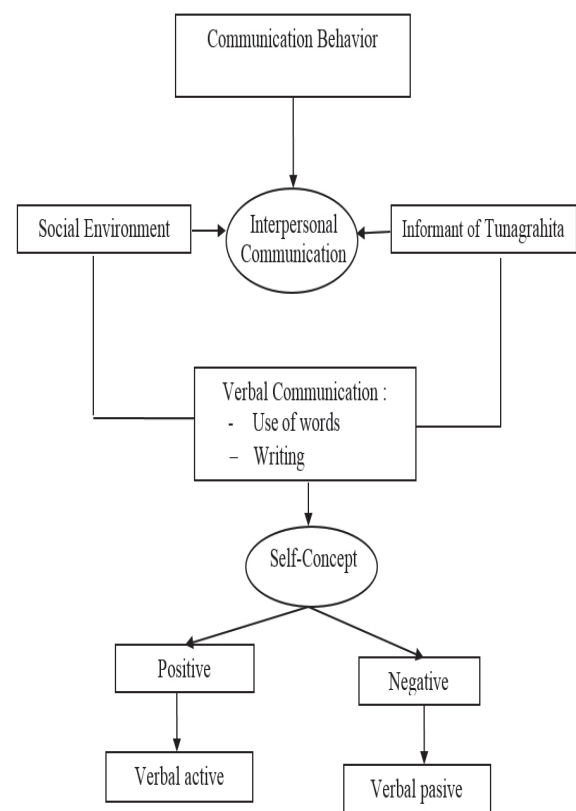 Communication Behavior
Social Environment
Interpersonal
Communication
Informant of Tunagrahita
Verbal Communication :
- Use of words
– Writing
Self-Concept
Positive
Negative
Verbal active
Verbal pasive